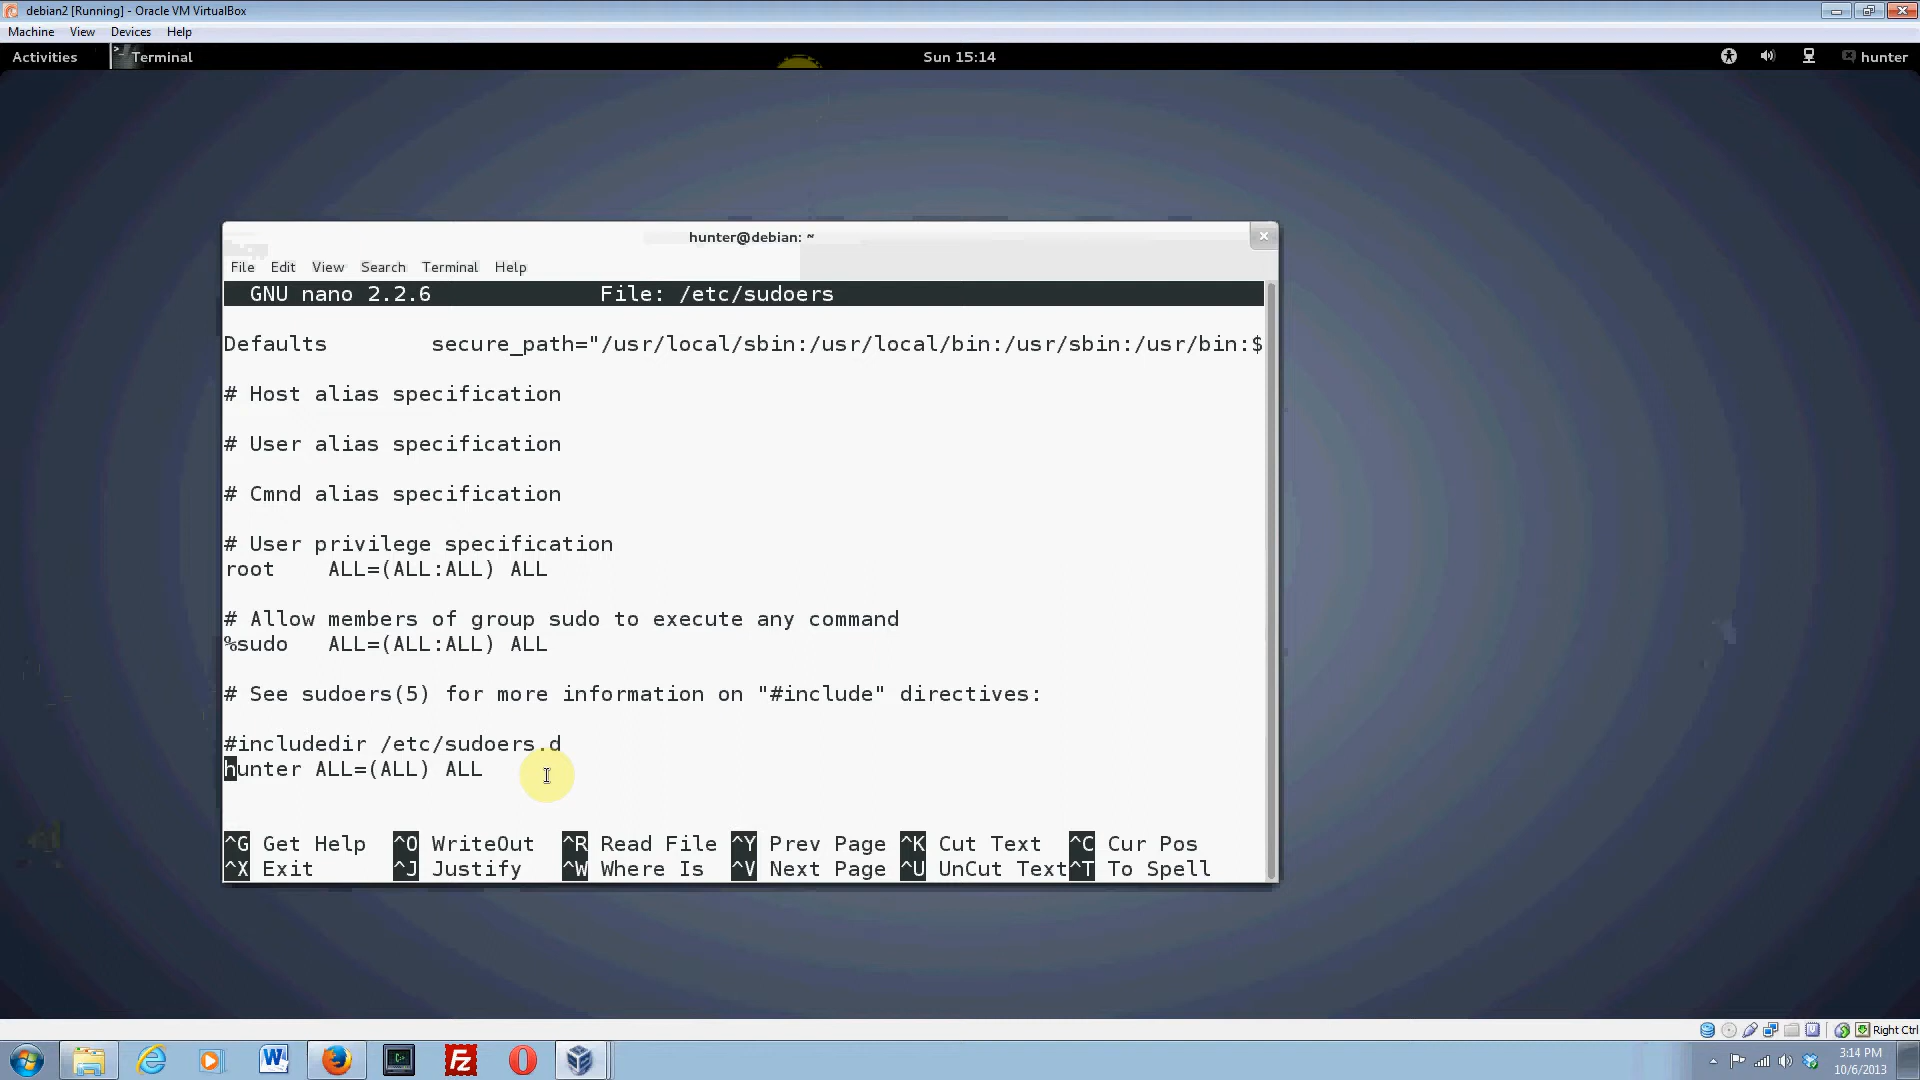 debian2 [Running] - Oracle VM VirtualBox
Machine View Devices Help
Activities Terminal Sun 15:14 hunter
hunter@debian: ~
File Edit View Search Terminal Help
GNU nano 2.2.6 File: /etc/sudoers
Defaults secure_path="/usr/local/sbin:/usr/local/bin:/usr/sbin:/usr/bin:$
# Host alias specification
# User alias specification
# Cmnd alias specification
# User privilege specification
root ALL=(ALL:ALL) ALL
# Allow members of group sudo to execute any command
%sudo ALL=(ALL:ALL) ALL
# See sudoers(5) for more information on "#include" directives:
#includedir /etc/sudoers.d
hunter ALL=(ALL) ALL
^G Get Help ^O WriteOut ^R Read File ^Y Prev Page ^K Cut Text ^C Cur Pos
^X Exit ^J Justify ^W Where Is ^V Next Page ^U UnCut Text ^T To Spell
Right Ctrl
3:14 PM
10/6/2013